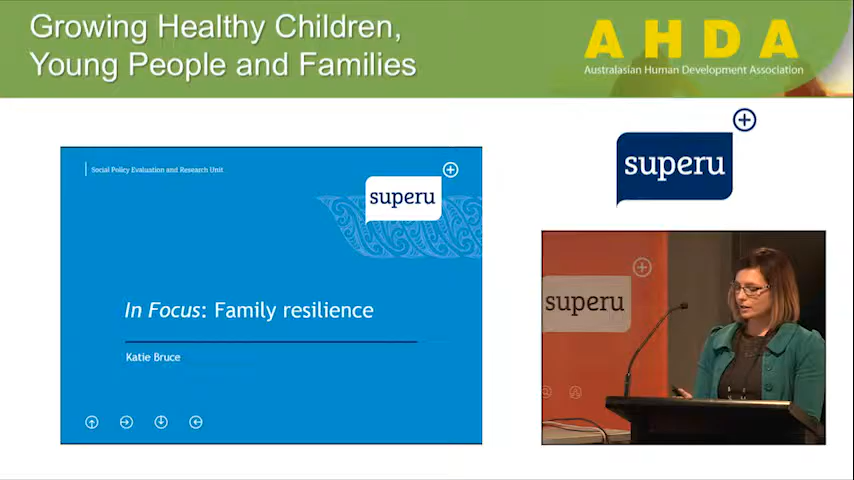 Growing Healthy Children,
Young People and Families
AHDA
Australasian Human Development Association
superu
Social Policy Evaluation and Research Unit
superu
In Focus: Family resilience
Katie Bruce
superu